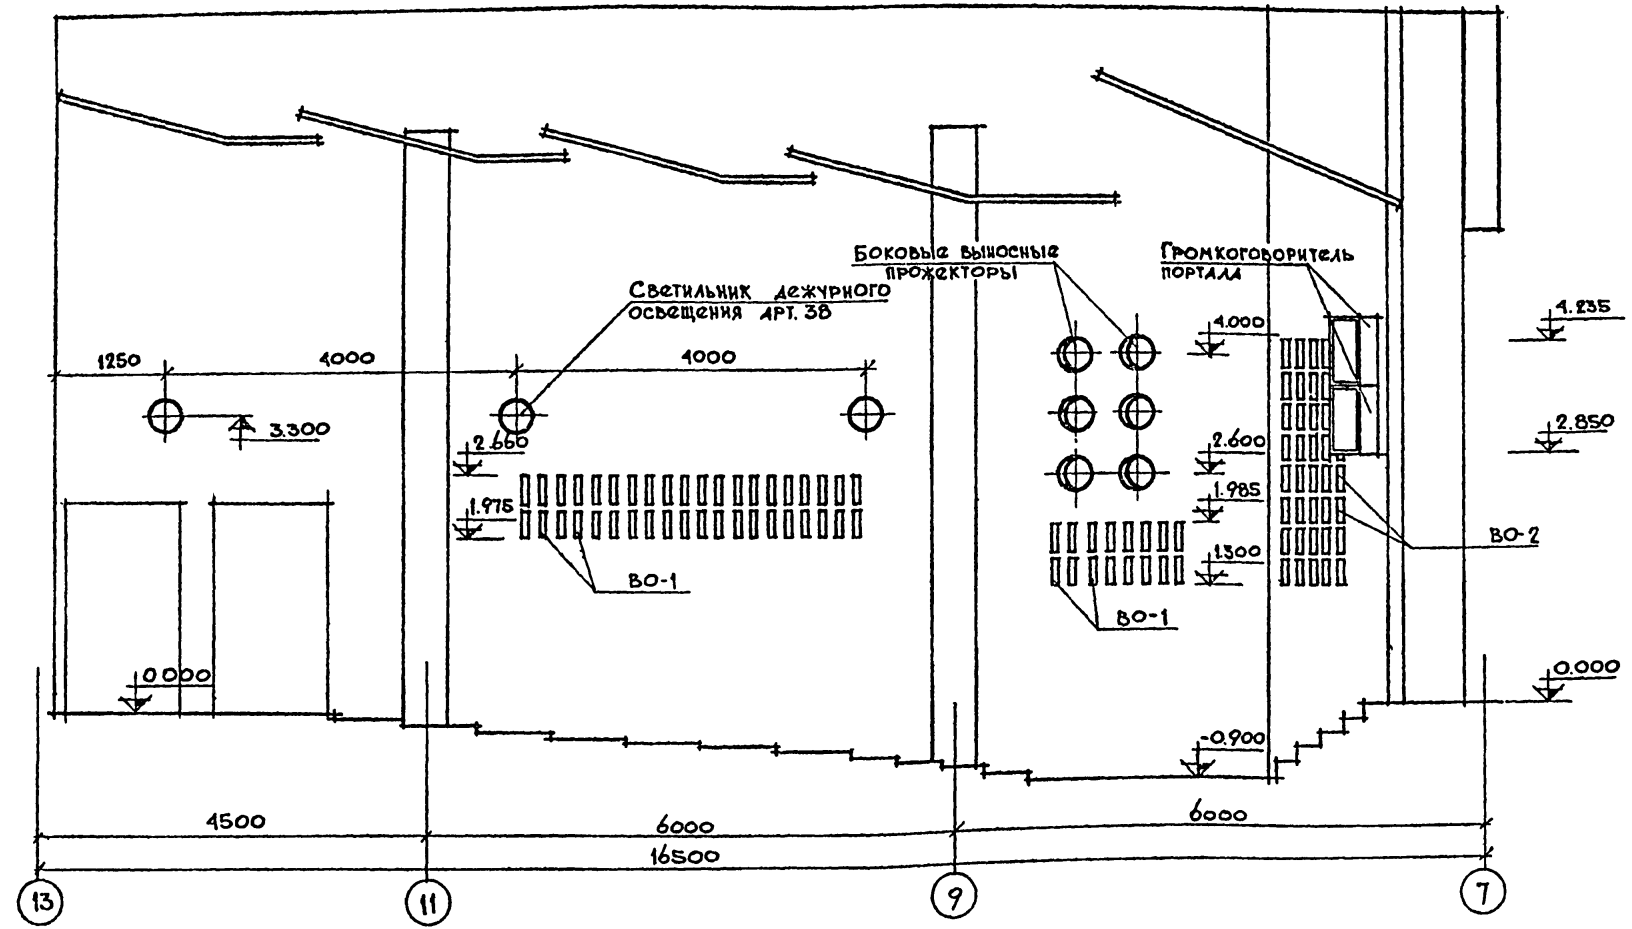 Боковые выносные
прожекторы
Громкоговоритель
портала
Светильник дежурного
освещения арт. 38
4.000
4.235
1250
4000
4000
3.300
2.660
2.600
2.850
1.975
1.985
1.300
ВО-2
ВО-1
ВО-1
0.000
0.000
-0.900
4500
6000
6000
16500
13
11
9
7